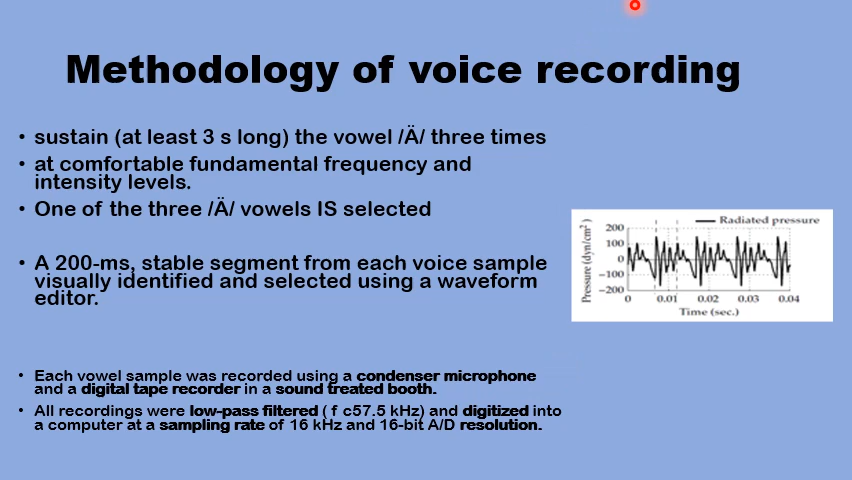 Methodology of voice recording
• sustain (at least 3 s long) the vowel /Ä/ three times
• at comfortable fundamental frequency and
intensity levels.
• One of the three /Ä/ vowels IS selected
• A 200-ms, stable segment from each voice sample
visually identified and selected using a waveform
editor.
Radiated pressure
Pressure (dyn/cm²)
200
100
0
−100
−200
0 0.01 0.02 0.03 0.04
Time (sec.)
• Each vowel sample was recorded using a condenser microphone
and a digital tape recorder in a sound treated booth.
• All recordings were low-pass filtered ( f c57.5 kHz) and digitized into
a computer at a sampling rate of 16 kHz and 16-bit A/D resolution.